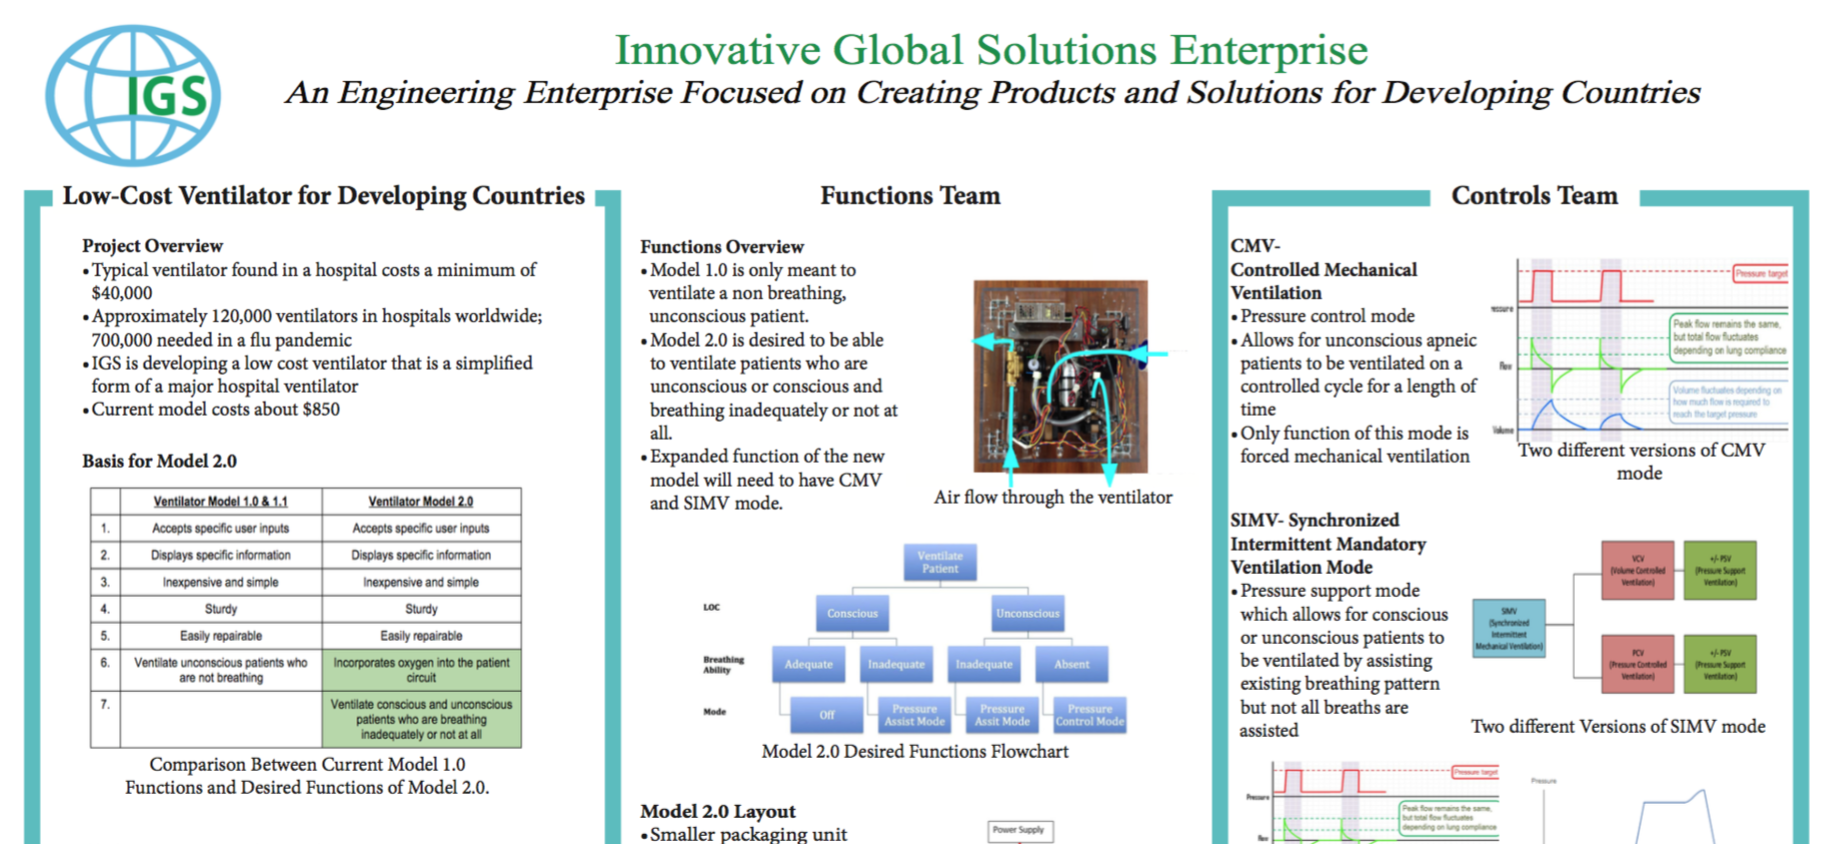 IGS
Innovative Global Solutions Enterprise
An Engineering Enterprise Focused on Creating Products and Solutions for Developing Countries
Low-Cost Ventilator for Developing Countries
Project Overview
•Typical ventilator found in a hospital costs a minimum of
$40,000
•Approximately 120,000 ventilators in hospitals worldwide;
700,000 needed in a flu pandemic
•IGS is developing a low cost ventilator that is a simplified
form of a major hospital ventilator
•Current model costs about $850
Basis for Model 2.0
Ventilator Model 1.0 & 1.1 Ventilator Model 2.0
1. Accepts specific user inputs Accepts specific user inputs
2. Displays specific information Displays specific information
3. Inexpensive and simple Inexpensive and simple
4. Sturdy Sturdy
5. Easily repairable Easily repairable
6. Ventilate unconscious patients who Incorporates oxygen into the patient
are not breathing circuit
7. Ventilate conscious and unconscious
patients who are breathing
inadequately or not at all
Comparison Between Current Model 1.0
Functions and Desired Functions of Model 2.0.
Functions Team
Functions Overview
•Model 1.0 is only meant to
ventilate a non breathing,
unconscious patient.
•Model 2.0 is desired to be able
to ventilate patients who are
unconscious or conscious and
breathing inadequately or not at
all.
•Expanded function of the new
model will need to have CMV
and SIMV mode.
Air flow through the ventilator
Ventilate
Patient
LOC
Conscious Unconscious
Breathing
Ability
Adequate Inadequate Inadequate Absent
Mode
Off Pressure Pressure Pressure
Assist Mode Assit Mode Control Mode
Model 2.0 Desired Functions Flowchart
Model 2.0 Layout
•Smaller packaging unit
Power Supply
Controls Team
CMV-
Controlled Mechanical
Ventilation
•Pressure control mode
•Allows for unconscious apneic
patients to be ventilated on a
controlled cycle for a length of
time
•Only function of this mode is
forced mechanical ventilation
Pressure target
Peak flow remains the same,
but total flow fluctuates
depending on lung compliance
flow
Volume fluctuates depending on
how much flow is required to
reach the target pressure
Volume
Two different versions of CMV
mode
SIMV- Synchronized
Intermittent Mandatory
Ventilation Mode
•Pressure support mode
which allows for conscious
or unconscious patients to
be ventilated by assisting
existing breathing pattern
but not all breaths are
assisted
SIMV
(Synchronized
Intermittent
Mechanical Ventilation)
VCV
(Volume Controlled
Ventilation)
+/- PSV
(Pressure Support
Ventilation)
PCV
(Pressure Controlled
Ventilation)
+/- PSV
(Pressure Support
Ventilation)
Two different Versions of SIMV mode
Pressure target
Pressure
Peak flow remains the same,
but total flow fluctuates
depending on lung compliance
flow
Pressure